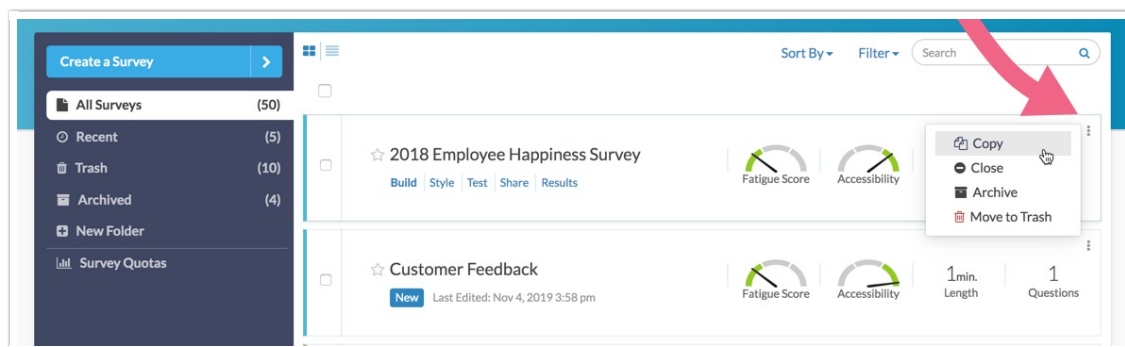 Create a Survey
All Surveys (50)
Recent (5)
Trash (10)
Archived (4)
New Folder
Survey Quotas
Sort By Filter Search
2018 Employee Happiness Survey
Build Style Test Share Results
Fatigue Score Accessibility
Copy
Close
Archive
Move to Trash
Customer Feedback
New Last Edited: Nov 4, 2019 3:58 pm
Fatigue Score Accessibility
1 min. 1
Length Questions